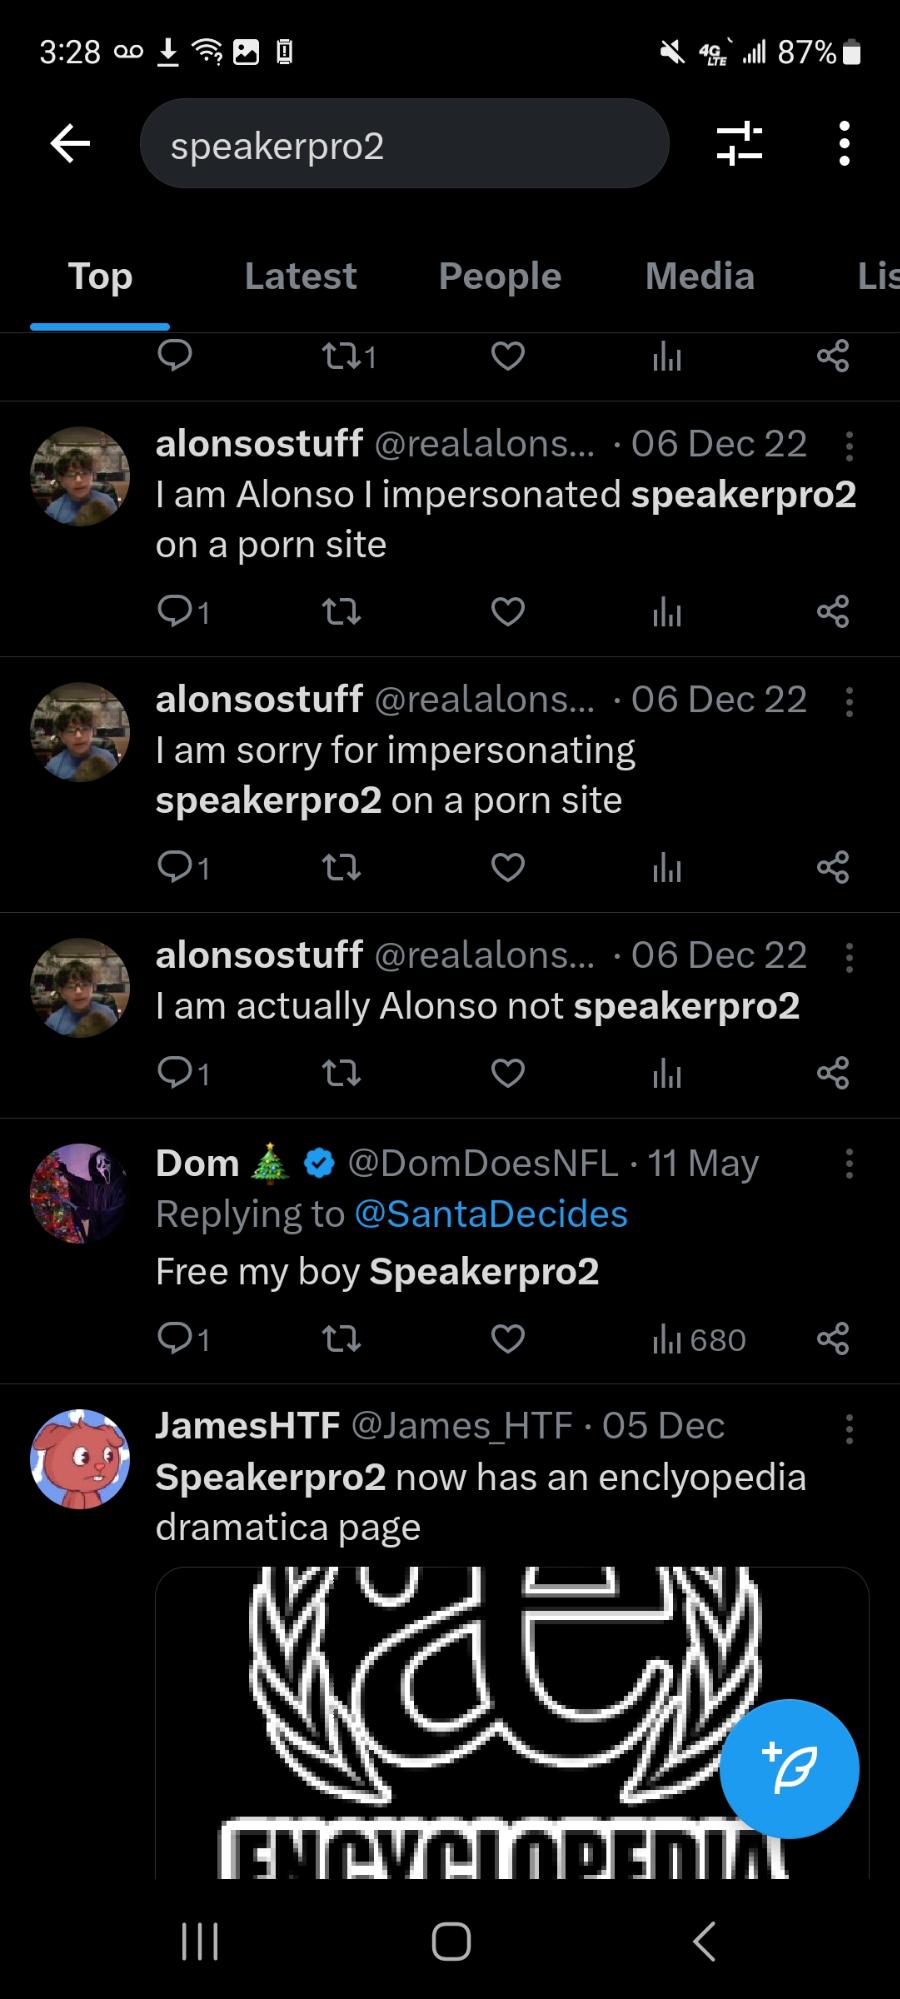 3:28
4G LTE 87%
speakerpro2
Top Latest People Media Lis
1
alonsostuff @realalons... · 06 Dec 22
I am Alonso I impersonated speakerpro2
on a porn site
1
alonsostuff @realalons... · 06 Dec 22
I am sorry for impersonating
speakerpro2 on a porn site
1
alonsostuff @realalons... · 06 Dec 22
I am actually Alonso not speakerpro2
1
Dom🎄 @DomDoesNFL · 11 May
Replying to @SantaDecides
Free my boy Speakerpro2
1 680
JamesHTF @James_HTF · 05 Dec
Speakerpro2 now has an enclyopedia
dramatica page
æ
ENCYCLOPEDIA